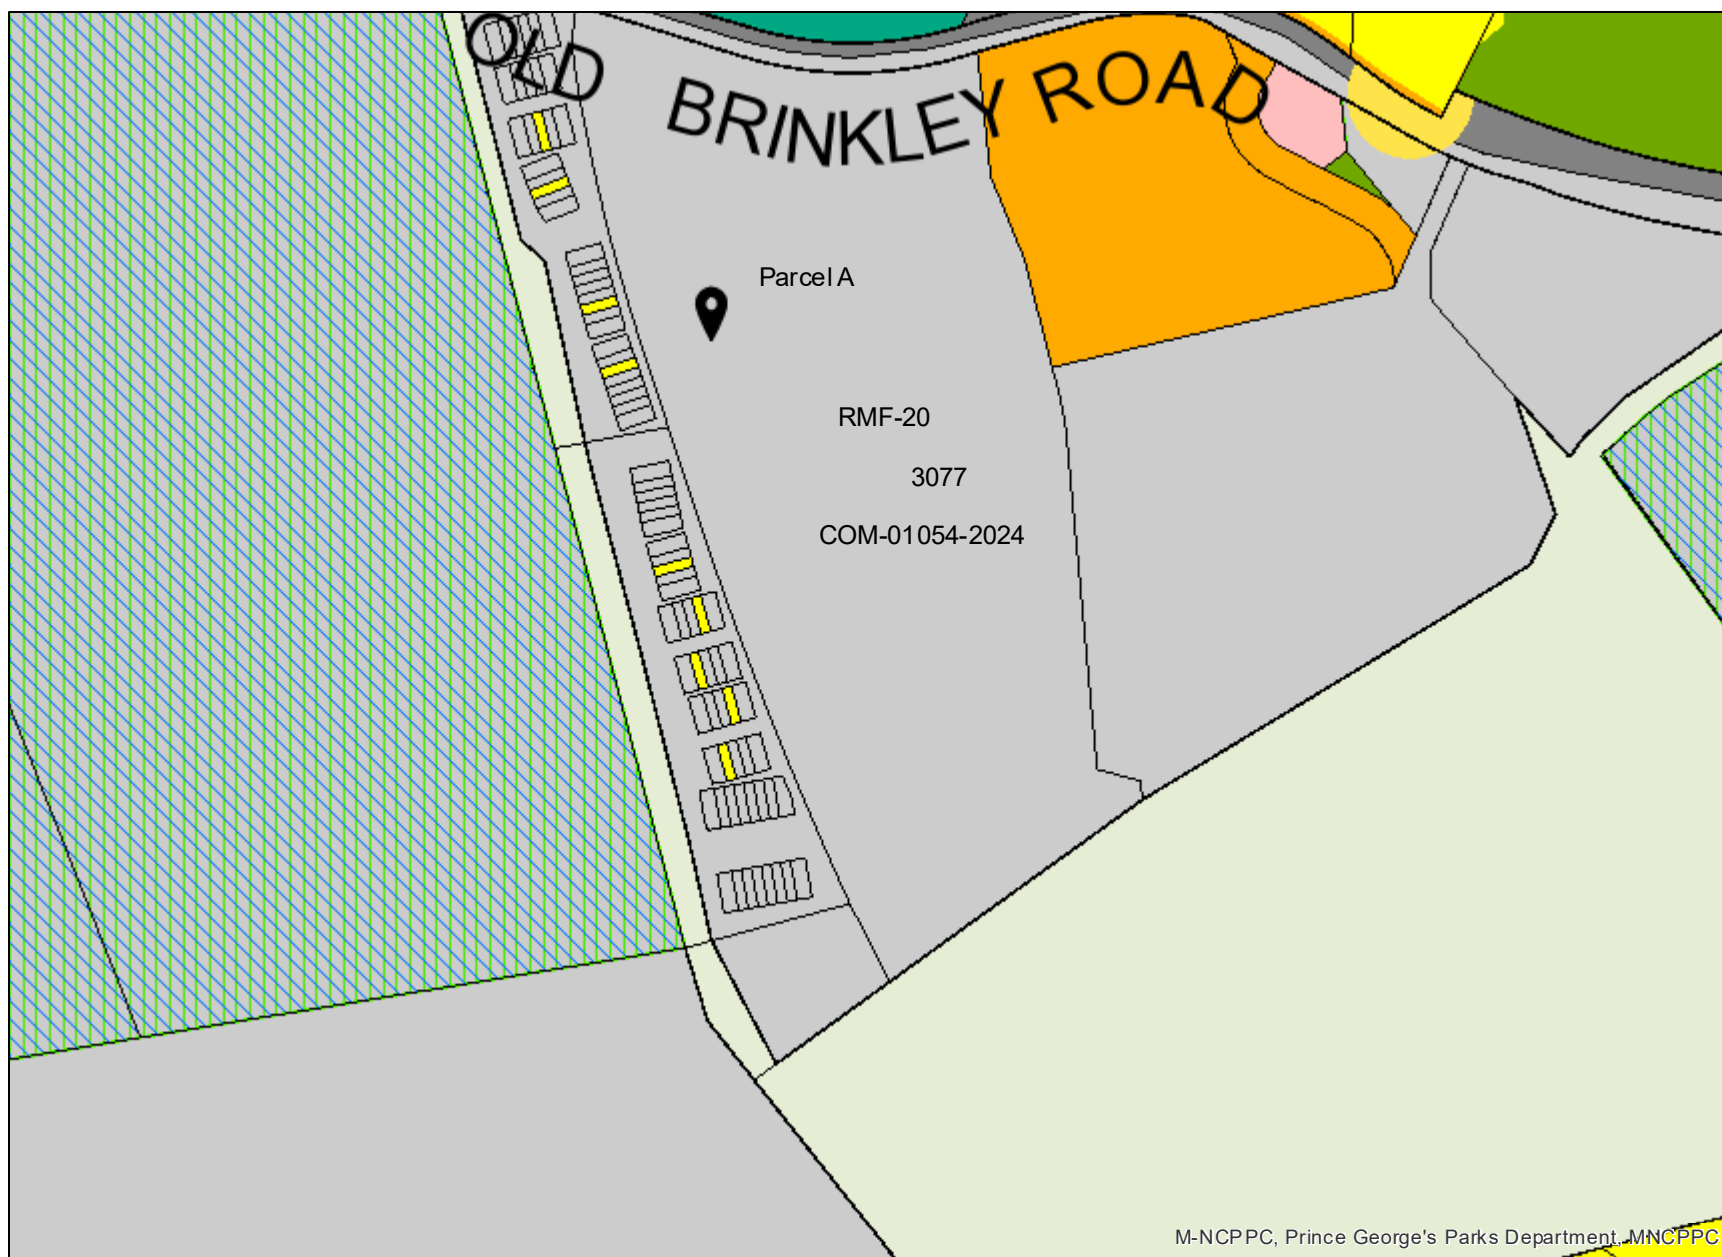 OLD BRINKLEY ROAD
Parcel A
RMF-20
3077
COM-01054-2024
M-NCPPC, Prince George's Parks Department, MNCPPC